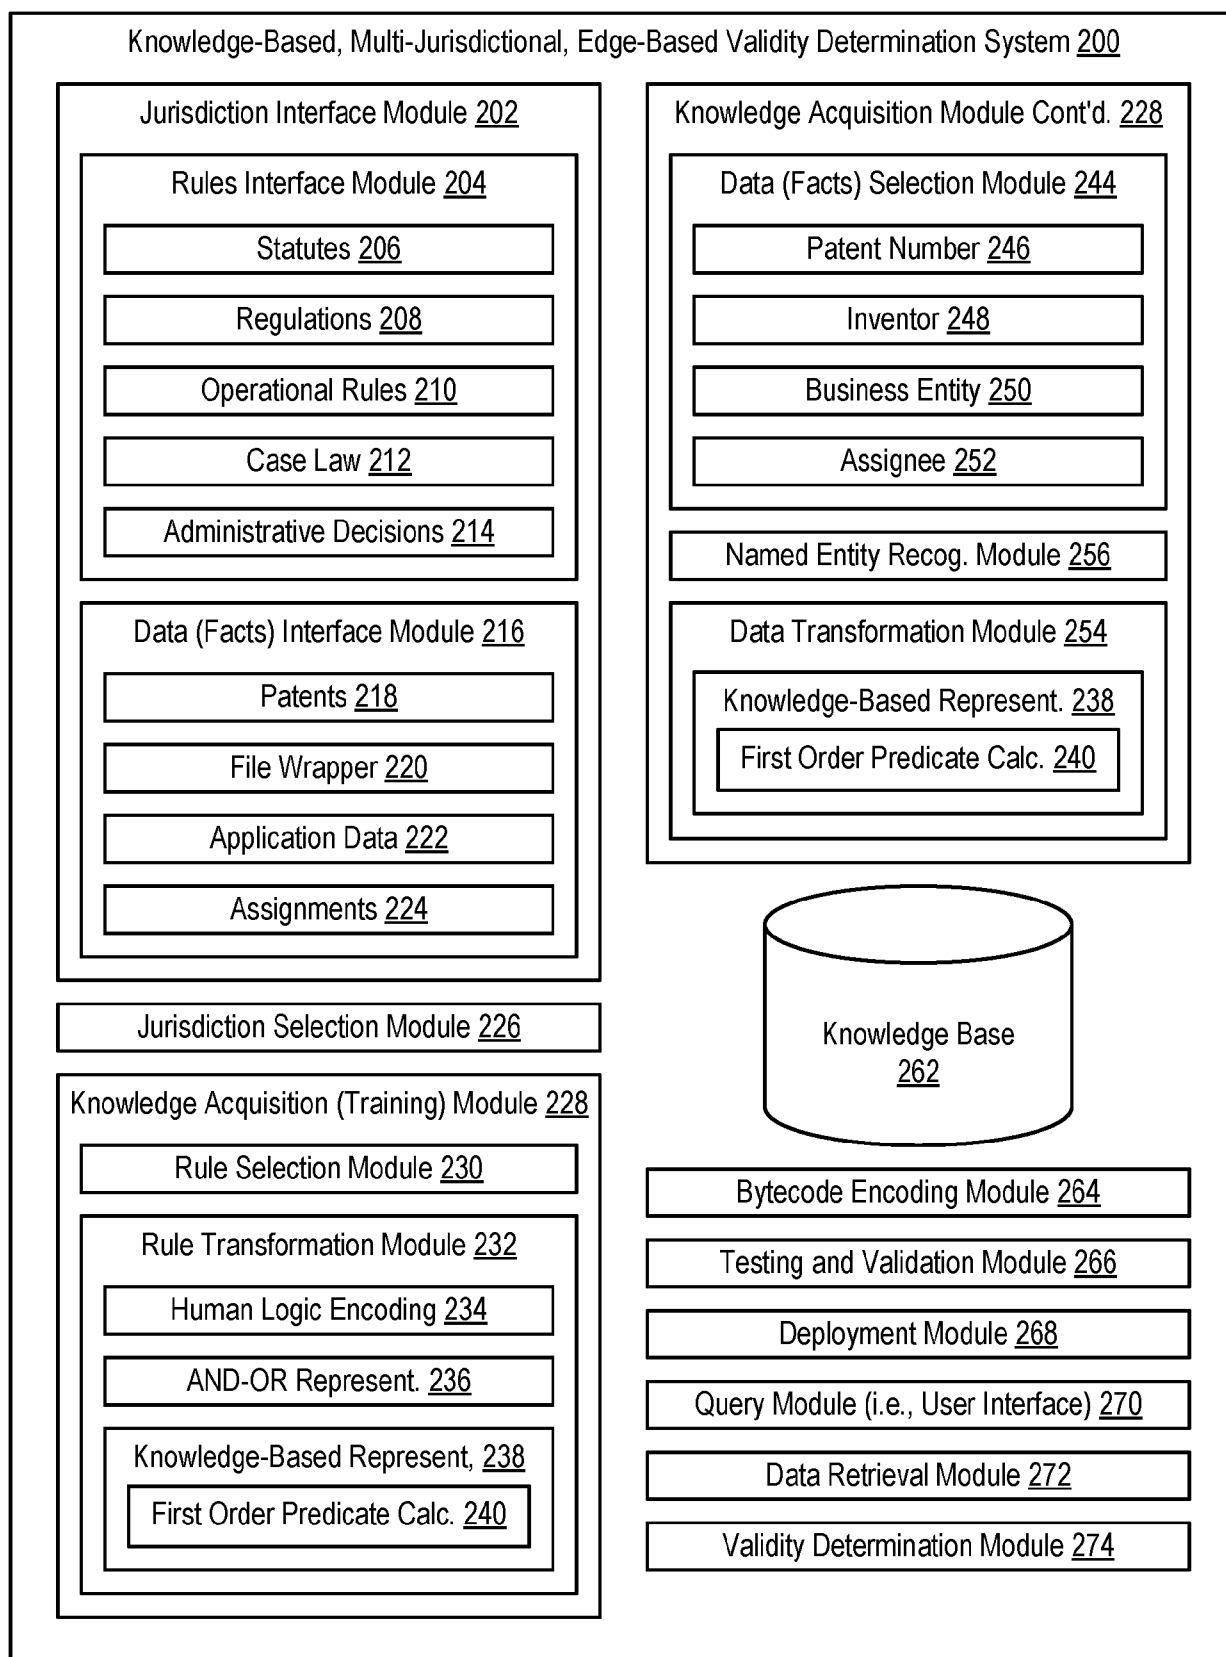 Knowledge-Based, Multi-Jurisdictional, Edge-Based Validity Determination System 200
Jurisdiction Interface Module 202
Rules Interface Module 204
Statutes 206
Regulations 208
Operational Rules 210
Case Law 212
Administrative Decisions 214
Data (Facts) Interface Module 216
Patents 218
File Wrapper 220
Application Data 222
Assignments 224
Jurisdiction Selection Module 226
Knowledge Acquisition (Training) Module 228
Rule Selection Module 230
Rule Transformation Module 232
Human Logic Encoding 234
AND-OR Represent. 236
Knowledge-Based Represent, 238
First Order Predicate Calc. 240
Knowledge Acquisition Module Cont'd. 228
Data (Facts) Selection Module 244
Patent Number 246
Inventor 248
Business Entity 250
Assignee 252
Named Entity Recog. Module 256
Data Transformation Module 254
Knowledge-Based Represent. 238
First Order Predicate Calc. 240
Knowledge Base
262
Bytecode Encoding Module 264
Testing and Validation Module 266
Deployment Module 268
Query Module (i.e., User Interface) 270
Data Retrieval Module 272
Validity Determination Module 274